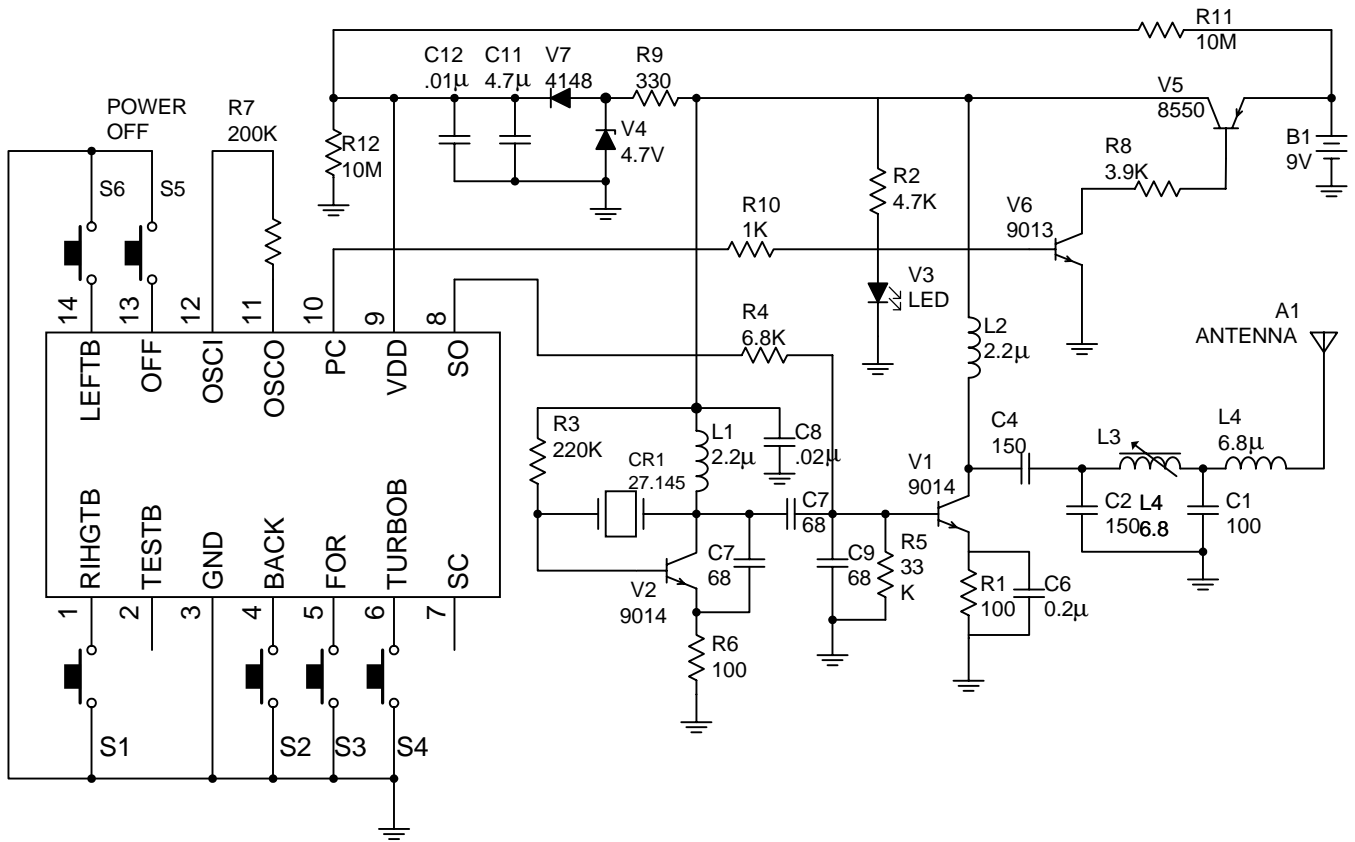 R11
10M
C12
.01μ
C11
4.7μ
V7
4148
R9
330
V5
8550
POWER
OFF
R7
200K
V4
4.7V
R12
10M
B1
9V
R8
3.9K
S6
S5
R2
4.7K
R10
1K
V6
9013
V3
LED
14
13
12
11
10
9
8
R4
6.8K
L2
2.2μ
A1
ANTENNA
LEFTB
OFF
OSCI
OSCO
PC
VDD
SO
R3
220K
L1
2.2μ
C8
.02μ
C4
150
L3
L4
6.8μ
CR1
27.145
V1
9014
C7
68
C2
150
L4
6.8
C1
100
RIHGTB
TESTB
GND
BACK
FOR
TURBOB
SC
C7
68
C9
68
R5
33
K
V2
9014
R1
100
C6
0.2μ
1
2
3
4
5
6
7
R6
100
S1
S2
S3
S4